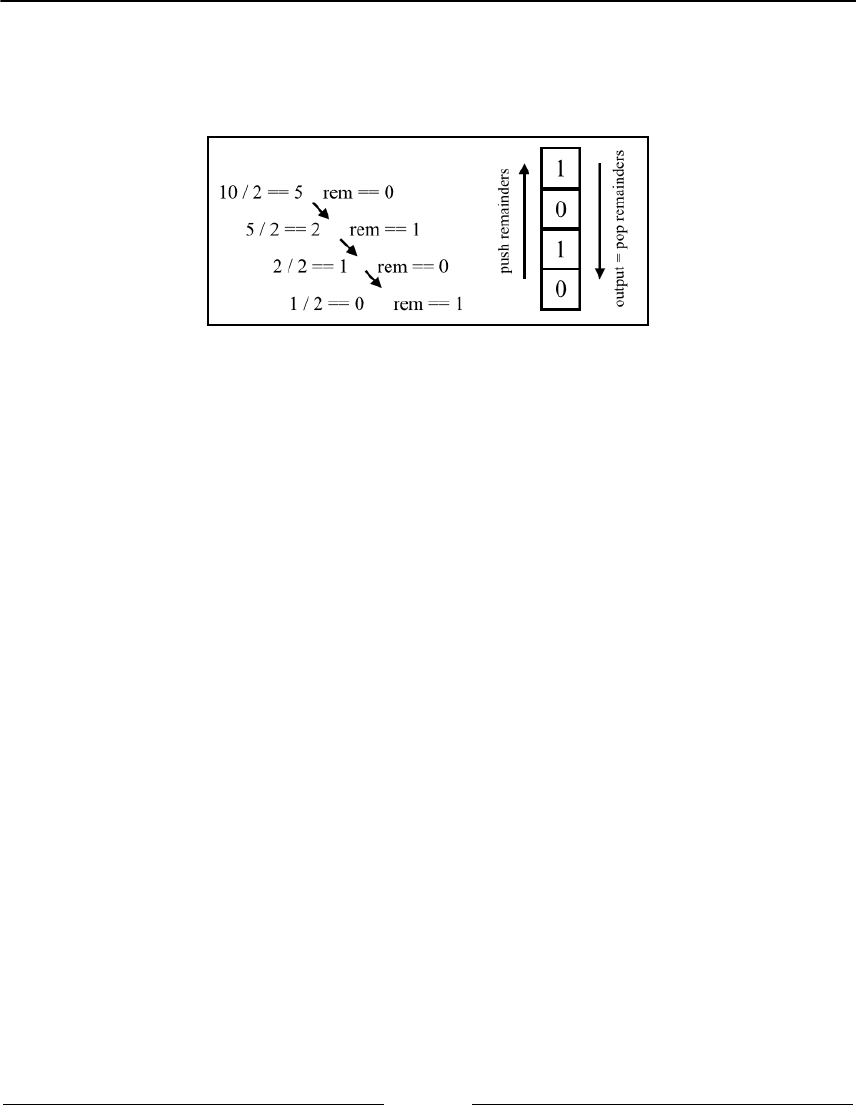 10 / 2 == 5 rem == 0
5 / 2 == 2 rem == 1
2 / 2 == 1 rem == 0
1 / 2 == 0 rem == 1
push remainders
1
0
1
0
output = pop remainders